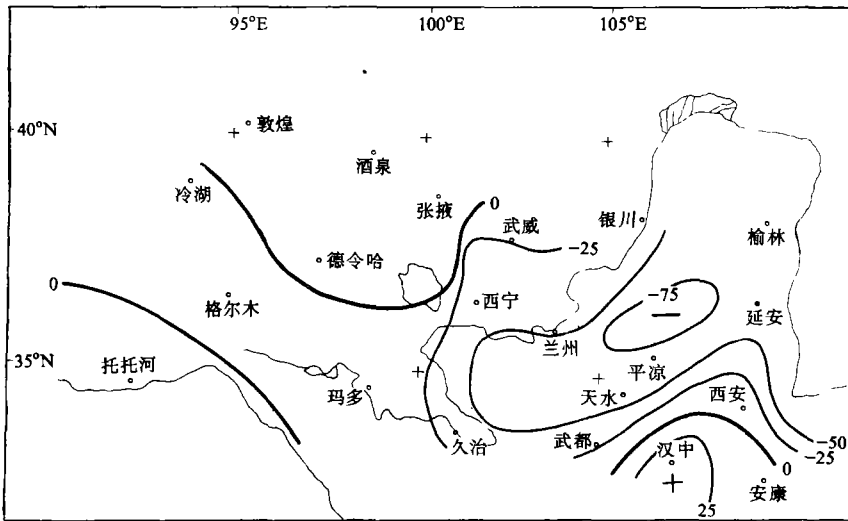 95°E 100°E 105°E
40°N
敦煌
酒泉
冷湖
张掖
0
武威
银川
榆林
-25
德令哈
0
格尔木
西宁
-75
延安
兰州
35°N
托托河
平凉
玛多
天水
西安
久治
武都
-50
汉中
-25
0
安康
25